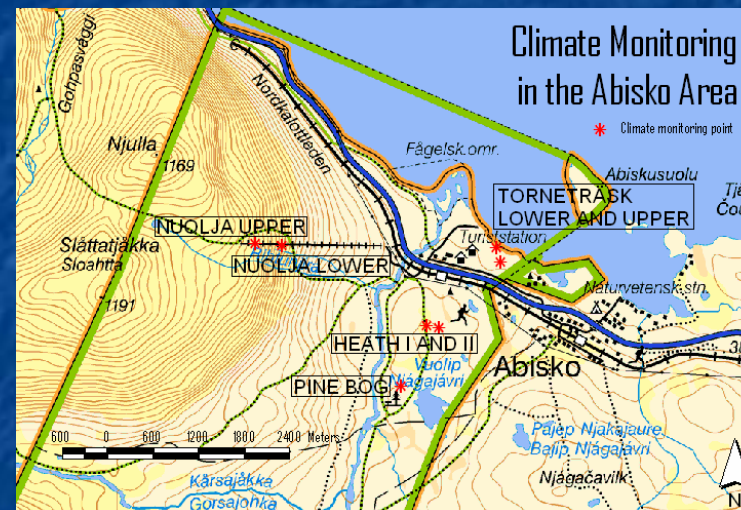 Climate Monitoring
in the Abisko Area
Climate monitoring point
Gohpasvággi
Nordkalottleden
Njulla
1169
Fågelsk.omr.
Abiskusuolu
TORNETRÄSK
LOWER AND UPPER
NUOLJA UPPER
Slåttatjåkka
Sloahttá
Turiststation
NUOLJA LOWER
Naturvetensk.stn.
1191
HEATH I AND II
Abisko
Vuolip
Njágajávri
PINE BOG
Pajep Njakajaure
Bajip Njágajávri
600 0 600 1200 1800 2400 Meters
Njágačavilk
Kårsajåkka
Gorsajohka
N